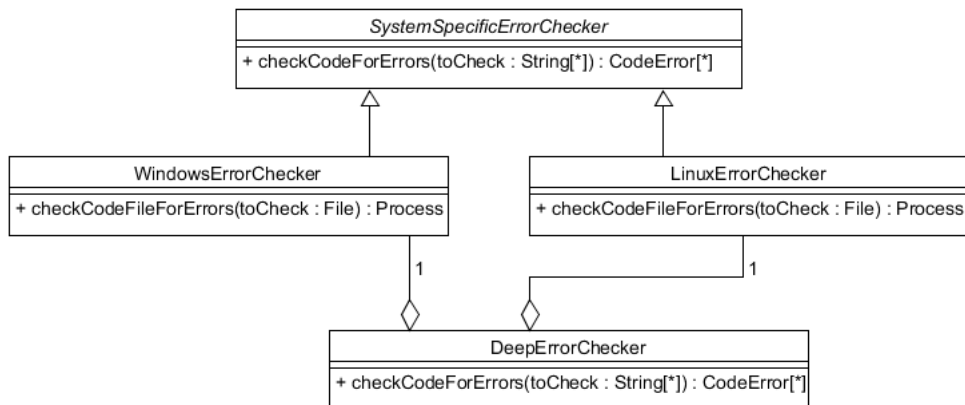 SystemSpecificErrorChecker
+ checkCodeForErrors(toCheck : String[*]) : CodeError[*]
WindowsErrorChecker
+ checkCodeFileForErrors(toCheck : File) : Process
LinuxErrorChecker
+ checkCodeFileForErrors(toCheck : File) : Process
1
1
DeepErrorChecker
+ checkCodeForErrors(toCheck : String[*]) : CodeError[*]